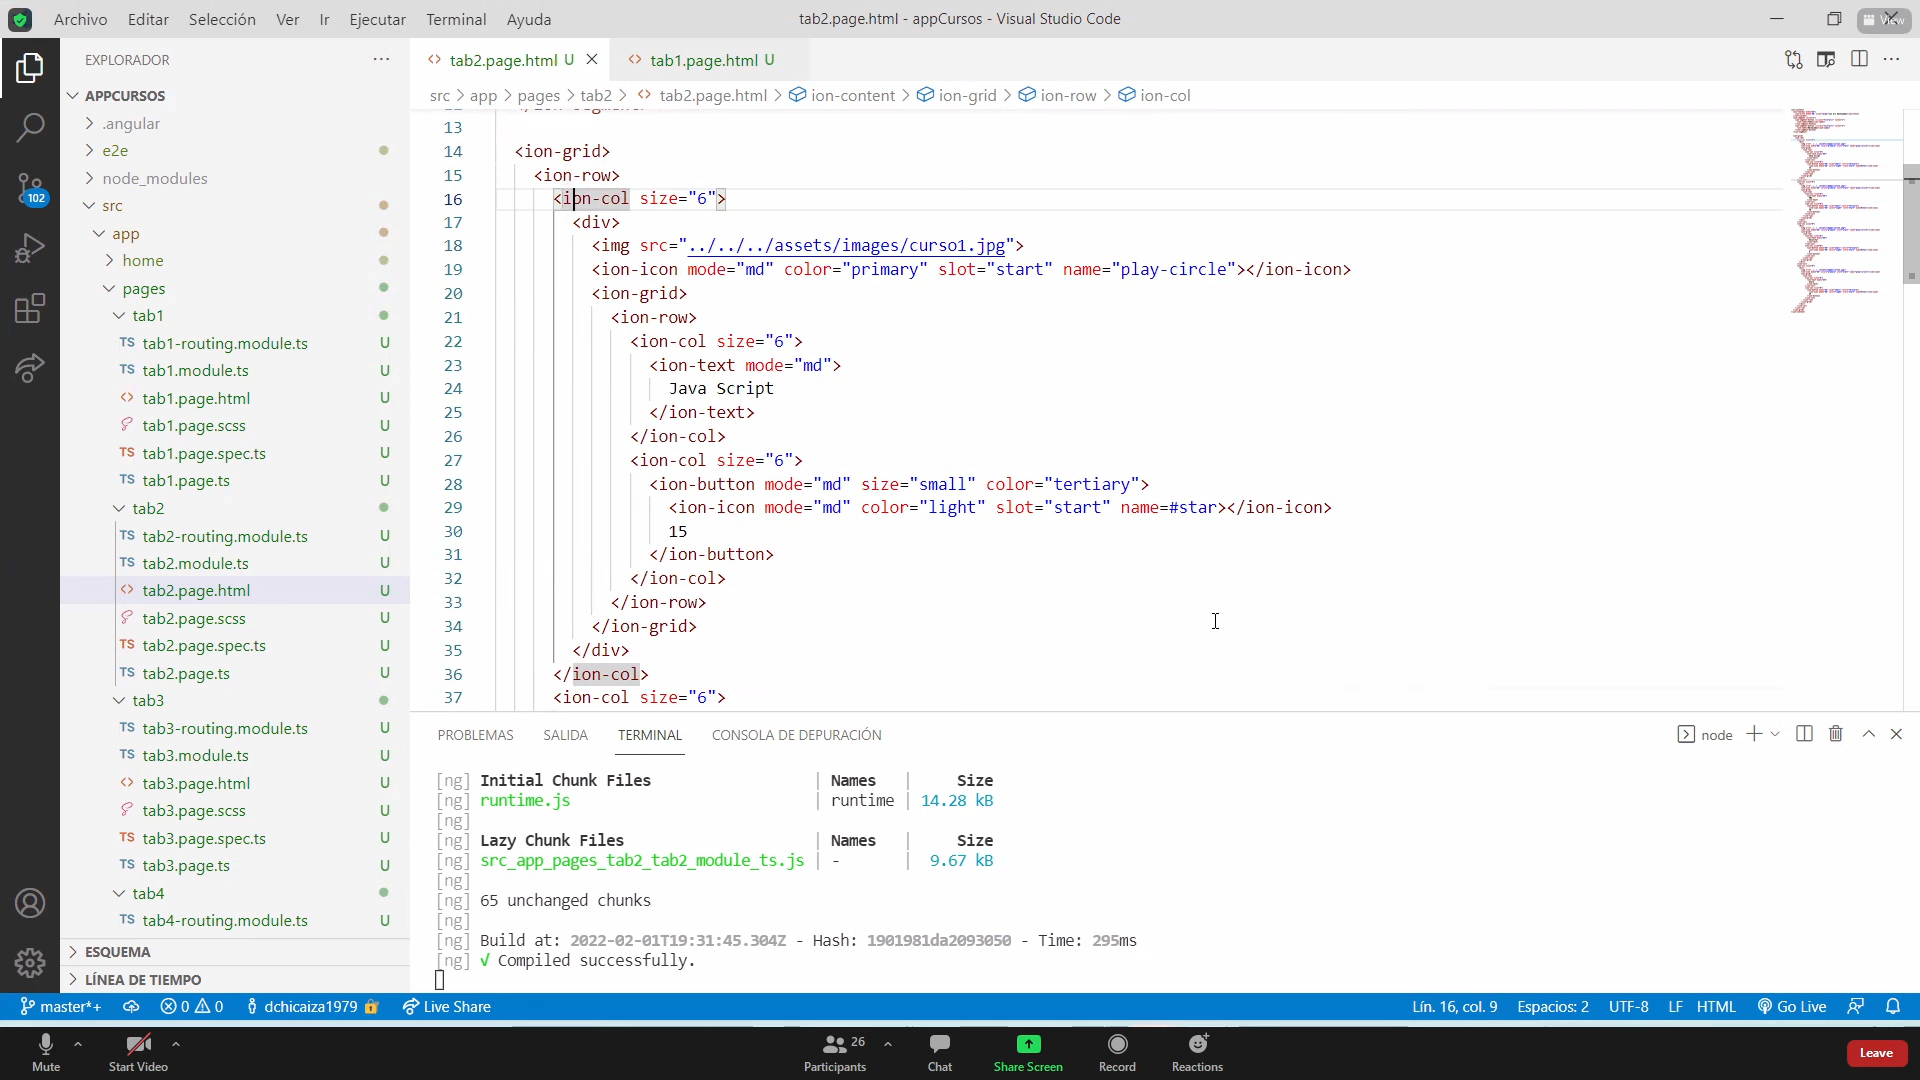 Archivo Editar Selección Ver Ir Ejecutar Terminal Ayuda
tab2.page.html - appCursos - Visual Studio Code
View
EXPLORADOR
APPCURSOS
.angular
e2e
node_modules
src
app
home
pages
tab1
TS tab1-routing.module.ts U
TS tab1.module.ts U
<> tab1.page.html U
tab1.page.scss U
TS tab1.page.spec.ts U
TS tab1.page.ts U
tab2
TS tab2-routing.module.ts U
TS tab2.module.ts U
<> tab2.page.html U
tab2.page.scss U
TS tab2.page.spec.ts U
TS tab2.page.ts U
tab3
TS tab3-routing.module.ts U
TS tab3.module.ts U
<> tab3.page.html U
tab3.page.scss U
TS tab3.page.spec.ts U
TS tab3.page.ts U
tab4
TS tab4-routing.module.ts U
ESQUEMA
LÍNEA DE TIEMPO
102
<> tab2.page.html U
<> tab1.page.html U
src > app > pages > tab2 > <> tab2.page.html > ion-content > ion-grid > ion-row > ion-col
13
14 <ion-grid>
15 <ion-row>
16 <ion-col size="6">
17 <div>
18 <img src="../../../assets/images/curso1.jpg">
19 <ion-icon mode="md" color="primary" slot="start" name="play-circle"></ion-icon>
20 <ion-grid>
21 <ion-row>
22 <ion-col size="6">
23 <ion-text mode="md">
24 Java Script
25 </ion-text>
26 </ion-col>
27 <ion-col size="6">
28 <ion-button mode="md" size="small" color="tertiary">
29 <ion-icon mode="md" color="light" slot="start" name=#star></ion-icon>
30 15
31 </ion-button>
32 </ion-col>
33 </ion-row>
34 </ion-grid>
35 </div>
36 </ion-col>
37 <ion-col size="6">
PROBLEMAS SALIDA TERMINAL CONSOLA DE DEPURACIÓN
node
[ng] Initial Chunk Files | Names | Size
[ng] runtime.js | runtime | 14.28 kB
[ng]
[ng] Lazy Chunk Files | Names | Size
[ng] src_app_pages_tab2_tab2_module_ts.js | - | 9.67 kB
[ng]
[ng] 65 unchanged chunks
[ng]
[ng] Build at: 2022-02-01T19:31:45.304Z - Hash: 1901981da2093050 - Time: 295ms
[ng] √ Compiled successfully.
master*+ 0 0 dchicaiza1979 Live Share
Lín. 16, col. 9 Espacios: 2 UTF-8 LF HTML Go Live
Mute Start Video Participants 26 Chat Share Screen Record Reactions Leave